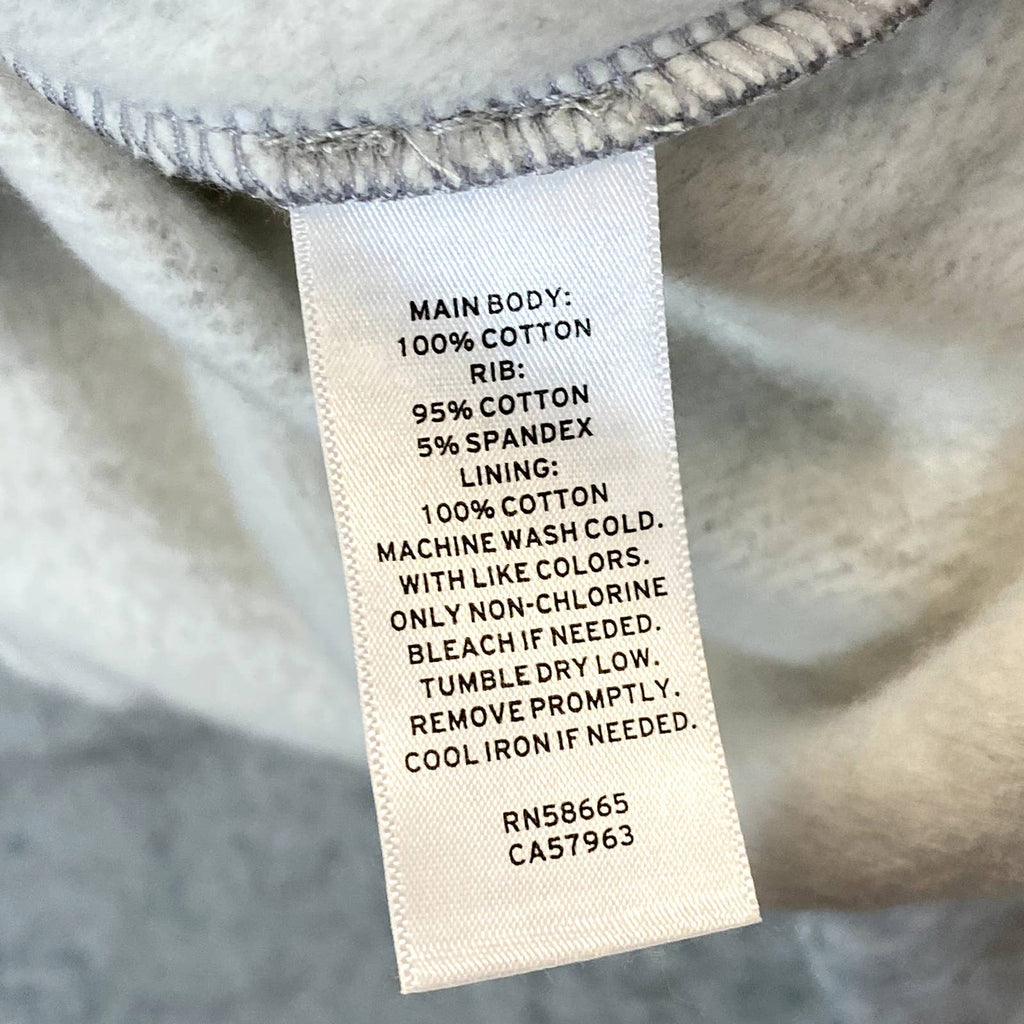 MAIN BODY:
100% COTTON
RIB:
95% COTTON
5% SPANDEX
LINING:
100% COTTON
MACHINE WASH COLD.
WITH LIKE COLORS.
ONLY NON-CHLORINE
BLEACH IF NEEDED.
TUMBLE DRY LOW.
REMOVE PROMPTLY.
COOL IRON IF NEEDED.
RN58665
CA57963